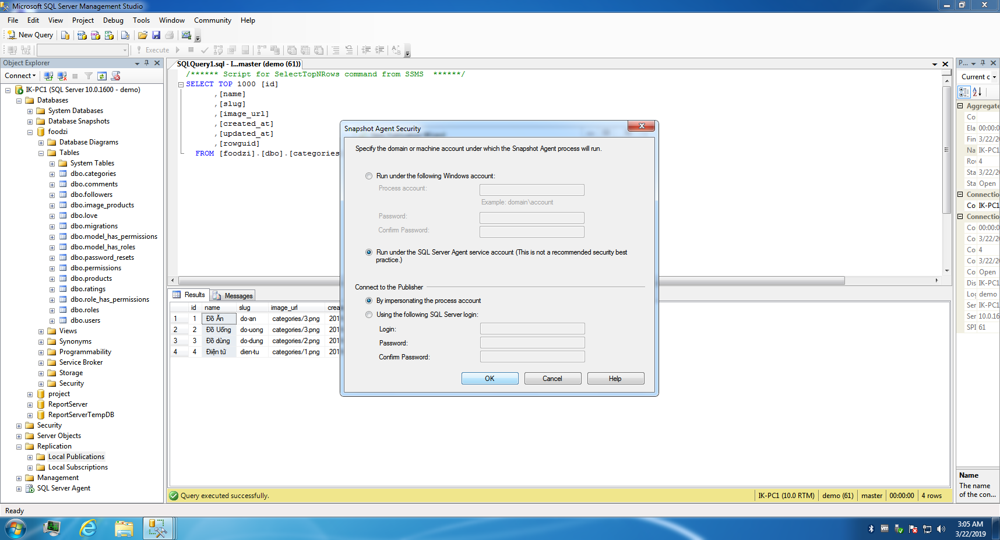 Microsoft SQL Server Management Studio
File Edit View Project Debug Tools Window Community Help
New Query
Execute
Object Explorer
Connect
IK-PC1 (SQL Server 10.0.1600 - demo)
Databases
System Databases
Database Snapshots
foodzi
Database Diagrams
Tables
System Tables
dbo.categories
dbo.comments
dbo.followers
dbo.image_products
dbo.love
dbo.migrations
dbo.model_has_permissions
dbo.model_has_roles
dbo.password_resets
dbo.permissions
dbo.products
dbo.ratings
dbo.role_has_permissions
dbo.roles
dbo.users
Views
Synonyms
Programmability
Service Broker
Storage
Security
project
ReportServer
ReportServerTempDB
Security
Server Objects
Replication
Local Publications
Local Subscriptions
Management
SQL Server Agent
SQLQuery1.sql - I...master (demo (61))
/****** Script for SelectTopNRows command from SSMS ******/
SELECT TOP 1000 [id]
,[name]
,[slug]
,[image_url]
,[created_at]
,[updated_at]
,[rowguid]
FROM [foodzi].[dbo].[categories
Snapshot Agent Security
Specify the domain or machine account under which the Snapshot Agent process will run.
Run under the following Windows account:
Process account:
Example: domain\account
Password:
Confirm Password:
Run under the SQL Server Agent service account (This is not a recommended security best
practice.)
Connect to the Publisher
By impersonating the process account
Using the following SQL Server login:
Login:
Password:
Confirm Password:
OK Cancel Help
Results Messages
id name slug image_url crea
1 1 Đồ Ăn do-an categories/3.png 201
2 2 Đồ Uống do-uong categories/3.png 201
3 3 Đồ dùng do-dung categories/2.png 201
4 4 Điện tử dien-tu categories/1.png 201
Query executed successfully.
IK-PC1 (10.0 RTM) demo (61) master 00:00:00 4 rows
P...
Current c
Aggregate
Co
Ela 00:00:0
Fin 3/22/2
Na IK-PC1
Ro 4
Sta 3/22/2
Sta Open
Connectio
Co IK-PC1
Connectio
Co 00:00:0
Co 3/22/2
Co 4
Co 3/22/2
Co Open
Dis IK-PC1
Log demo
Ser IK-PC1
Ser 10.0.16
SPI 61
Name
The name
of the con...
Ready
3:05 AM
3/22/2019